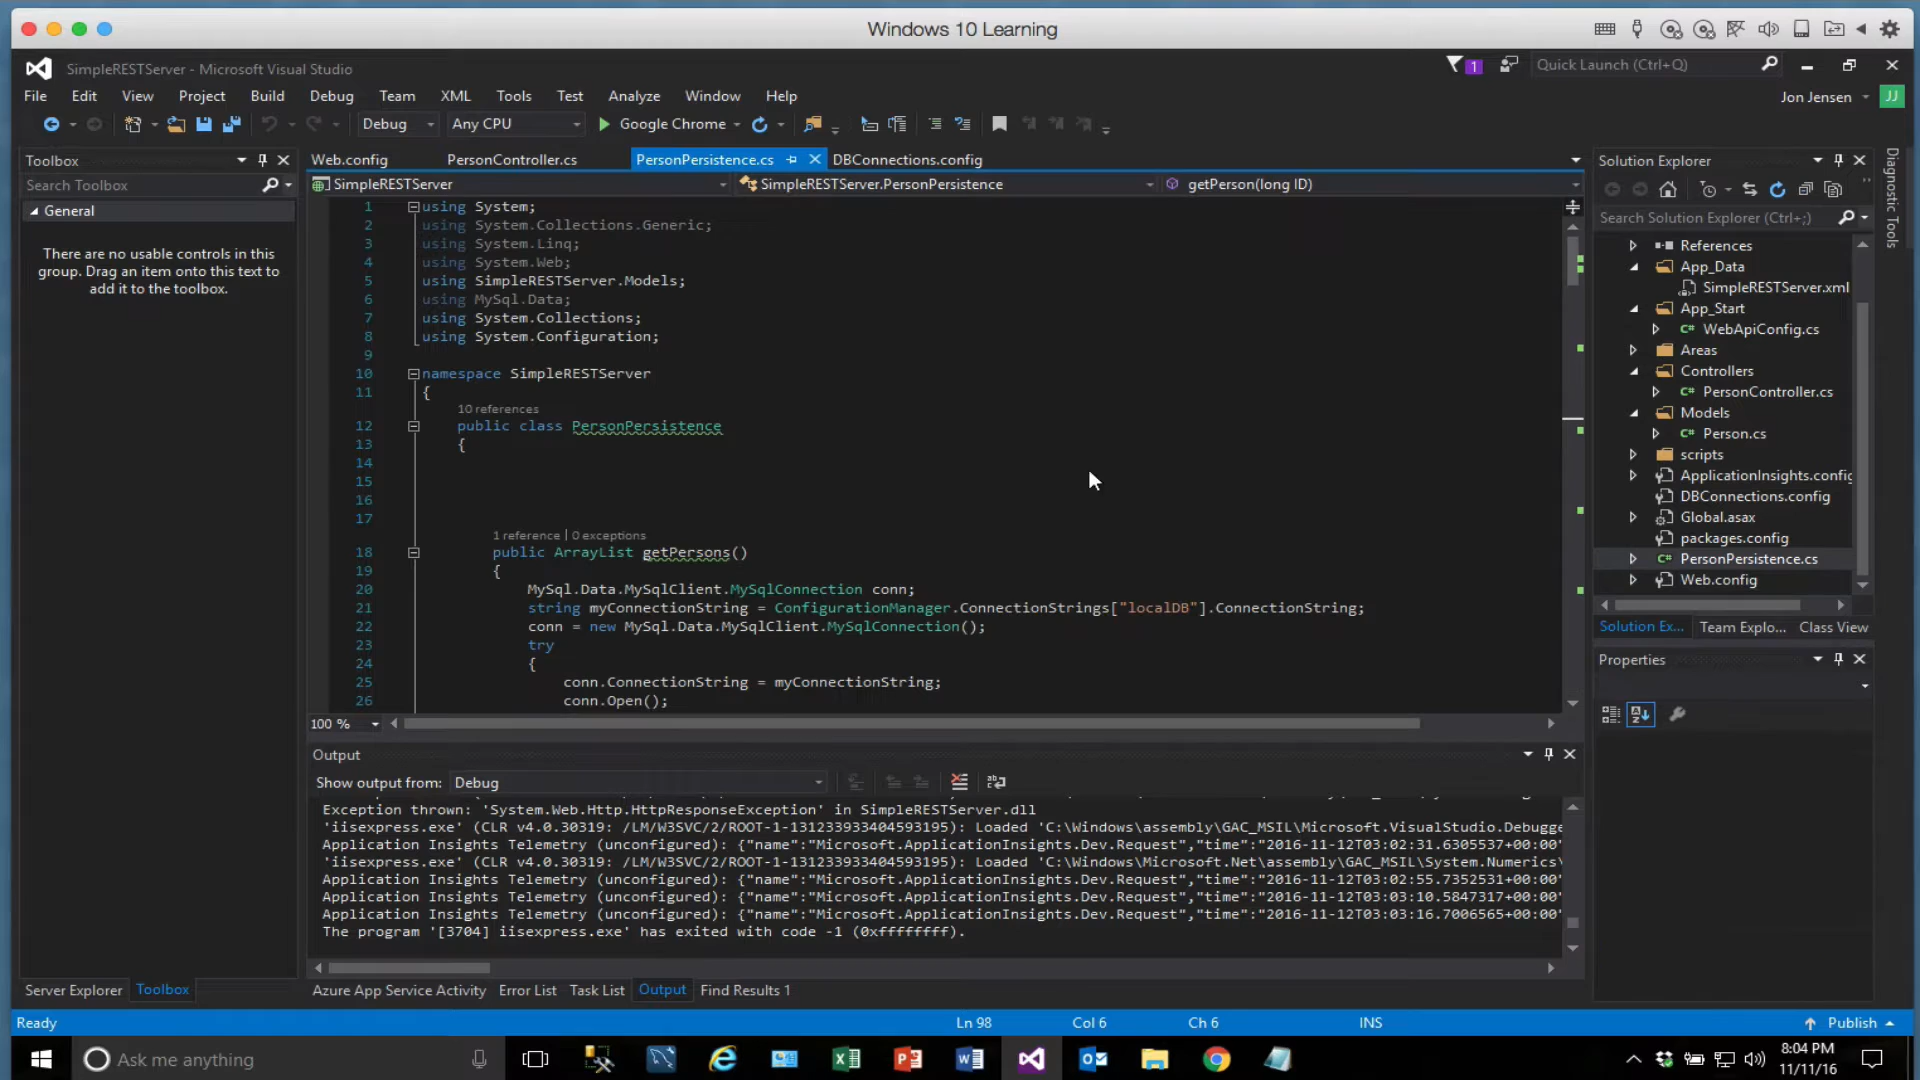 Windows 10 Learning
SimpleRESTServer - Microsoft Visual Studio
1
Quick Launch (Ctrl+Q)
File Edit View Project Build Debug Team XML Tools Test Analyze Window Help
Jon Jensen JJ
Debug Any CPU Google Chrome
Toolbox
Search Toolbox
General
There are no usable controls in this
group. Drag an item onto this text to
add it to the toolbox.
Web.config PersonController.cs PersonPersistence.cs DBConnections.config
SimpleRESTServer SimpleRESTServer.PersonPersistence getPerson(long ID)
1 using System;
2 using System.Collections.Generic;
3 using System.Linq;
4 using System.Web;
5 using SimpleRESTServer.Models;
6 using MySql.Data;
7 using System.Collections;
8 using System.Configuration;
9
10 namespace SimpleRESTServer
11 {
10 references
12 public class PersonPersistence
13 {
14
15
16
17
1 reference | 0 exceptions
18 public ArrayList getPersons()
19 {
20 MySql.Data.MySqlClient.MySqlConnection conn;
21 string myConnectionString = ConfigurationManager.ConnectionStrings["localDB"].ConnectionString;
22 conn = new MySql.Data.MySqlClient.MySqlConnection();
23 try
24 {
25 conn.ConnectionString = myConnectionString;
26 conn.Open();
100 %
Output
Show output from: Debug
Exception thrown: 'System.Web.Http.HttpResponseException' in SimpleRESTServer.dll
'iisexpress.exe' (CLR v4.0.30319: /LM/W3SVC/2/ROOT-1-131233933404593195): Loaded 'C:\Windows\assembly\GAC_MSIL\Microsoft.VisualStudio.Debugge
Application Insights Telemetry (unconfigured): {"name":"Microsoft.ApplicationInsights.Dev.Request","time":"2016-11-12T03:02:31.6305537+00:00"
'iisexpress.exe' (CLR v4.0.30319: /LM/W3SVC/2/ROOT-1-131233933404593195): Loaded 'C:\Windows\Microsoft.Net\assembly\GAC_MSIL\System.Numerics\
Application Insights Telemetry (unconfigured): {"name":"Microsoft.ApplicationInsights.Dev.Request","time":"2016-11-12T03:02:55.7352531+00:00"
Application Insights Telemetry (unconfigured): {"name":"Microsoft.ApplicationInsights.Dev.Request","time":"2016-11-12T03:03:10.5847317+00:00"
Application Insights Telemetry (unconfigured): {"name":"Microsoft.ApplicationInsights.Dev.Request","time":"2016-11-12T03:03:16.7006565+00:00"
The program '[3704] iisexpress.exe' has exited with code -1 (0xffffffff).
Server Explorer Toolbox
Azure App Service Activity Error List Task List Output Find Results 1
Solution Explorer
Search Solution Explorer (Ctrl+;)
References
App_Data
SimpleRESTServer.xml
App_Start
C# WebApiConfig.cs
Areas
Controllers
C# PersonController.cs
Models
C# Person.cs
scripts
ApplicationInsights.config
DBConnections.config
Global.asax
packages.config
C# PersonPersistence.cs
Web.config
Solution Ex... Team Explo... Class View
Properties
Diagnostic Tools
Ready Ln 98 Col 6 Ch 6 INS Publish
Ask me anything
8:04 PM
11/11/16